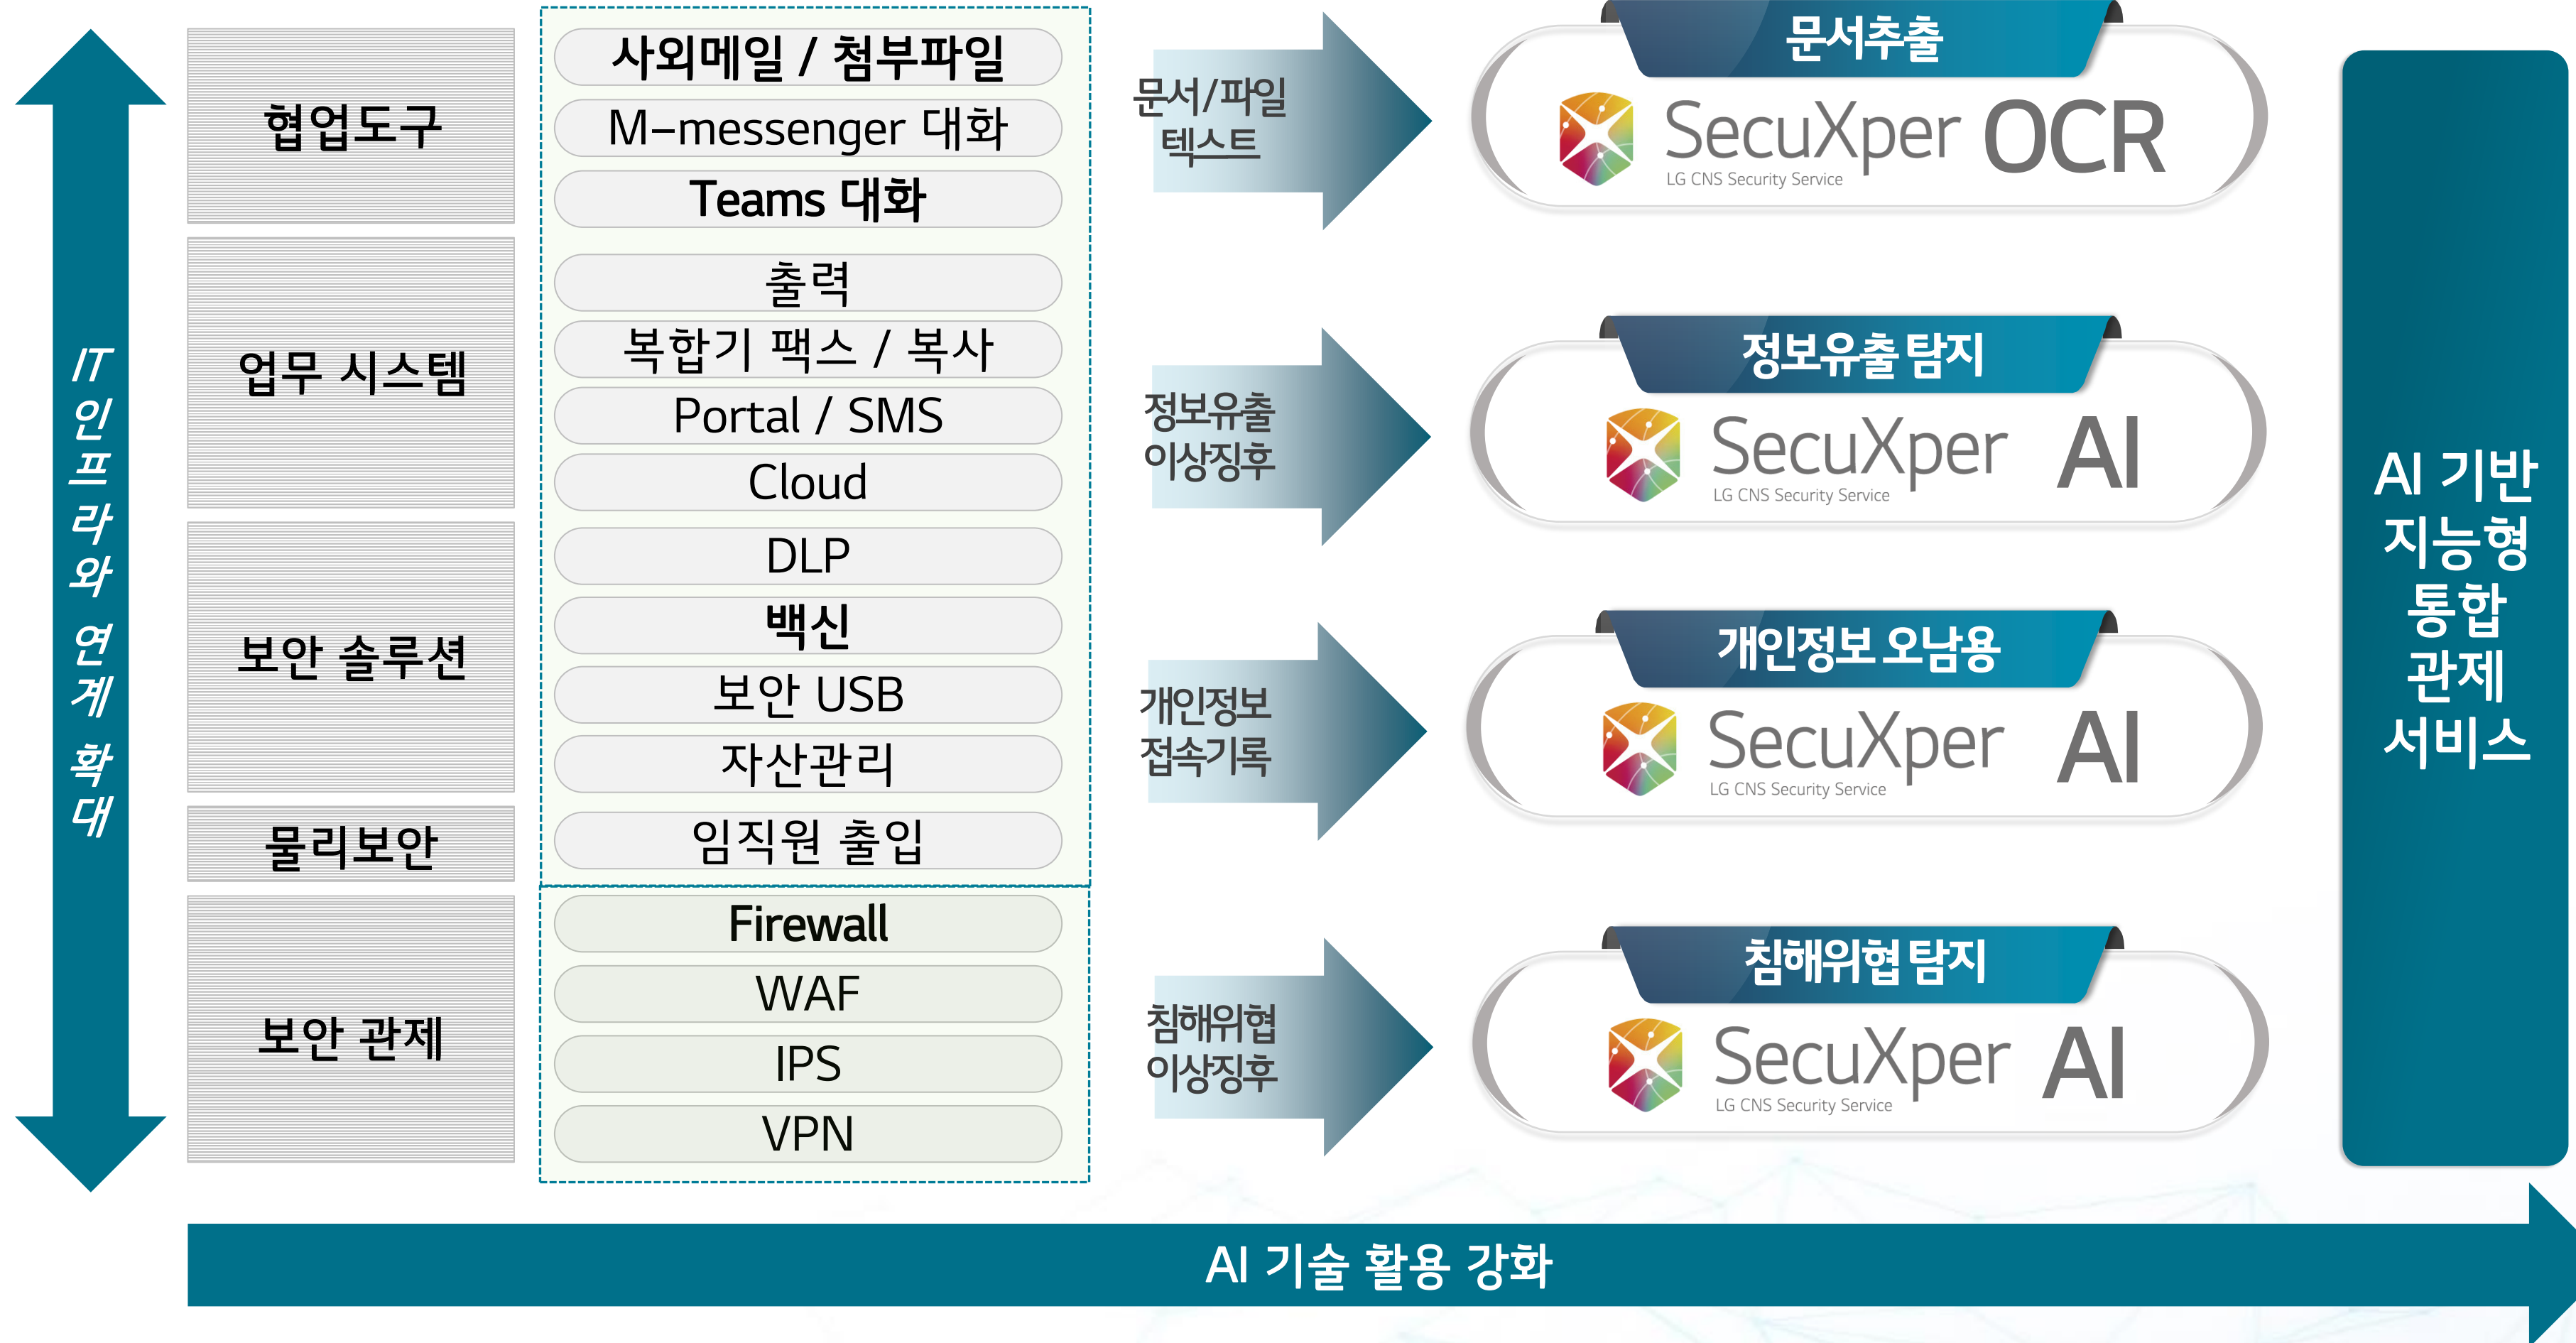 IT
인
프
라
와
연
계
확
대
협업도구
사외메일 / 첨부파일
M-messenger 대화
Teams 대화
업무 시스템
출력
복합기 팩스 / 복사
Portal / SMS
Cloud
보안 솔루션
DLP
백신
보안 USB
자산관리
물리보안
임직원 출입
보안 관제
Firewall
WAF
IPS
VPN
문서/파일
텍스트
문서추출
SecuXper OCR
LG CNS Security Service
정보유출
이상징후
정보유출 탐지
SecuXper AI
LG CNS Security Service
개인정보
접속기록
개인정보 오남용
SecuXper AI
LG CNS Security Service
침해위협
이상징후
침해위협 탐지
SecuXper AI
LG CNS Security Service
AI 기반
지능형
통합
관제
서비스
AI 기술 활용 강화